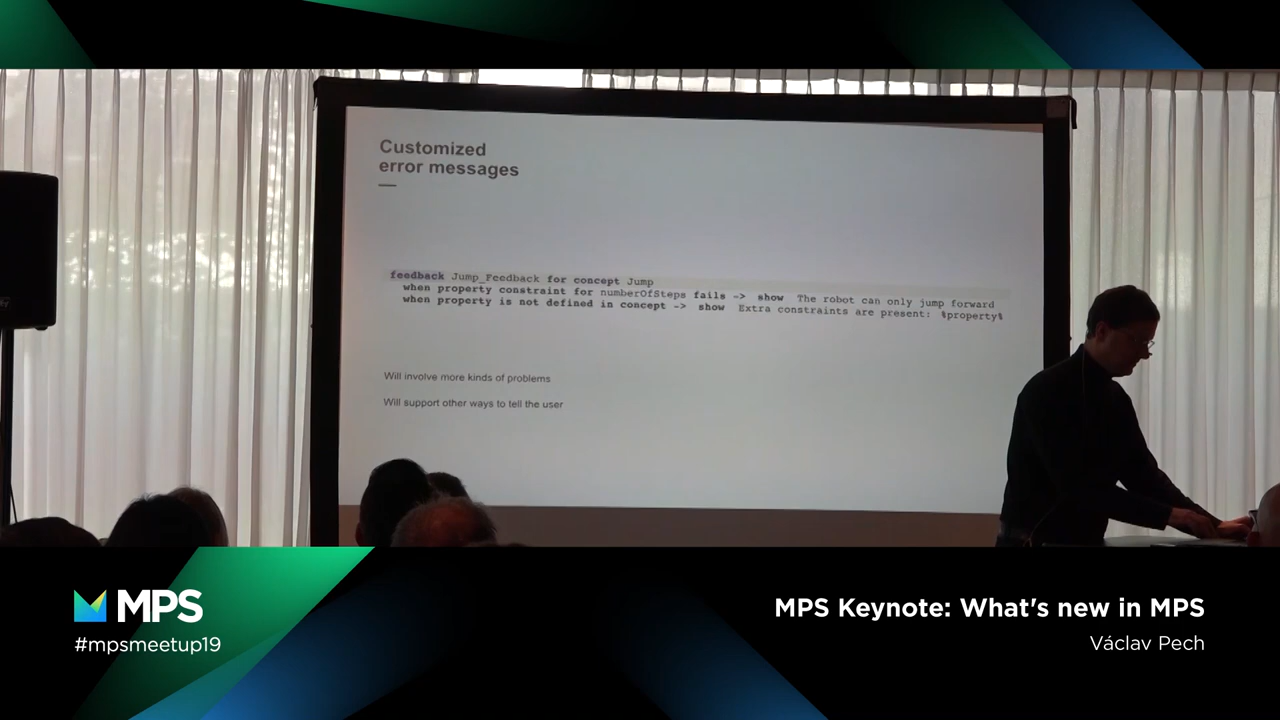 Customized
error messages
feedback Jump_Feedback for concept Jump
when property constraint for numberOfSteps fails -> show The robot can only jump forward
when property is not defined in concept -> show Extra constraints are present: %property%
Will involve more kinds of problems
Will support other ways to tell the user
MPS
#mpsmeetup19
MPS Keynote: What's new in MPS
Václav Pech